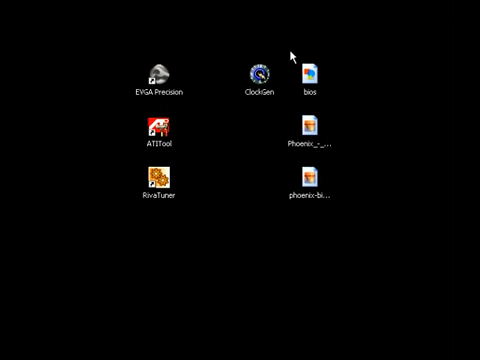 EVGA Precision
ClockGen
bios
ATITool
Phoenix_-_...
RivaTuner
phoenix-bi...